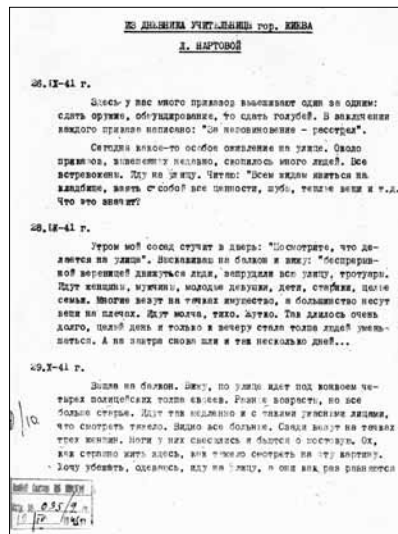 ИЗ ДНЕВНИКА УЧИТЕЛЬНИЦЫ гор. КИЕВА
Л. НАРТОВОЙ
26.IX-41 г.
Здесь у нас много приказов вывешивают один за одним:
сдать оружие, обмундирование, то сдать голубей. В заключении
каждого приказа написано: "За неповиновение - расстрел".
Сегодня какое-то особое оживление на улице. Около
приказов, вывешенных недавно, скопилось много людей. Все
встревожены. Иду на улицу. Читаю: "Всем жидам явиться на
кладбище, взять с собой все ценности, шубы, теплые вещи и т.д.
Что это значит?
28.IX-41 г.
Утром мой сосед стучит в дверь: "Посмотрите, что де-
лается на улице". Выскакиваю на балкон и вижу: "беспрерыв-
ной вереницей движуться люди, запрудили всю улицу, тротуары.
Идут женщины, мужчины, молодые девушки, дети, старики, целые
семьи. Многие везут на тачках имущество, а большинство несут
вещи на плечах. Идут молча, тихо. Жутко. Так длилось очень
долго, целый день и только к вечеру стала толпа людей умень-
шаться. А на завтра снова шли и так несколько дней...
29.X-41 г.
Вышла на балкон. Вижу, по улице идет под конвоем че-
тырех полицейских толпа евреев. Разные возрасты, но все
больше старые. Идут так медленно и с такими ужасными лицами,
что смотреть тяжело. Видно все больные. Сзади везут на тачках
трех женщин. Ноги у них свесились и бьются о мостовую. Ох,
как страшно жить здесь, как тяжело смотреть на эту картину.
Хочу убежать, одеваюсь, иду на улицу, а они как раз равняются